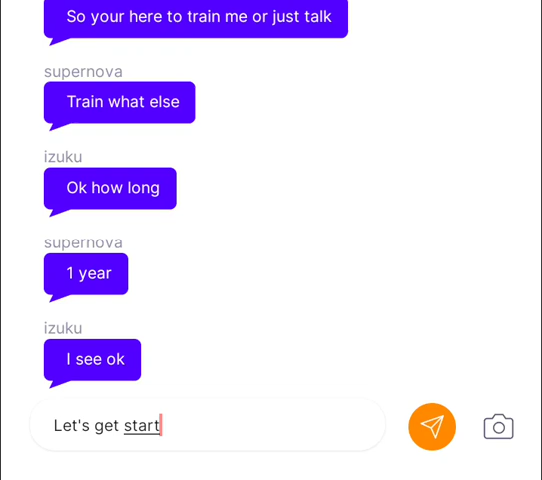 So your here to train me or just talk
supernova
Train what else
izuku
Ok how long
supernova
1 year
izuku
I see ok
Let's get start